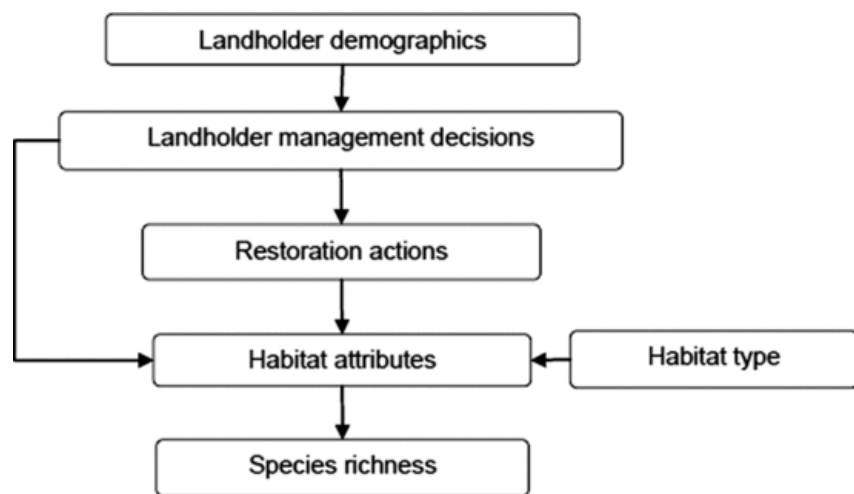 Landholder demographics
Landholder management decisions
Restoration actions
Habitat attributes
Habitat type
Species richness